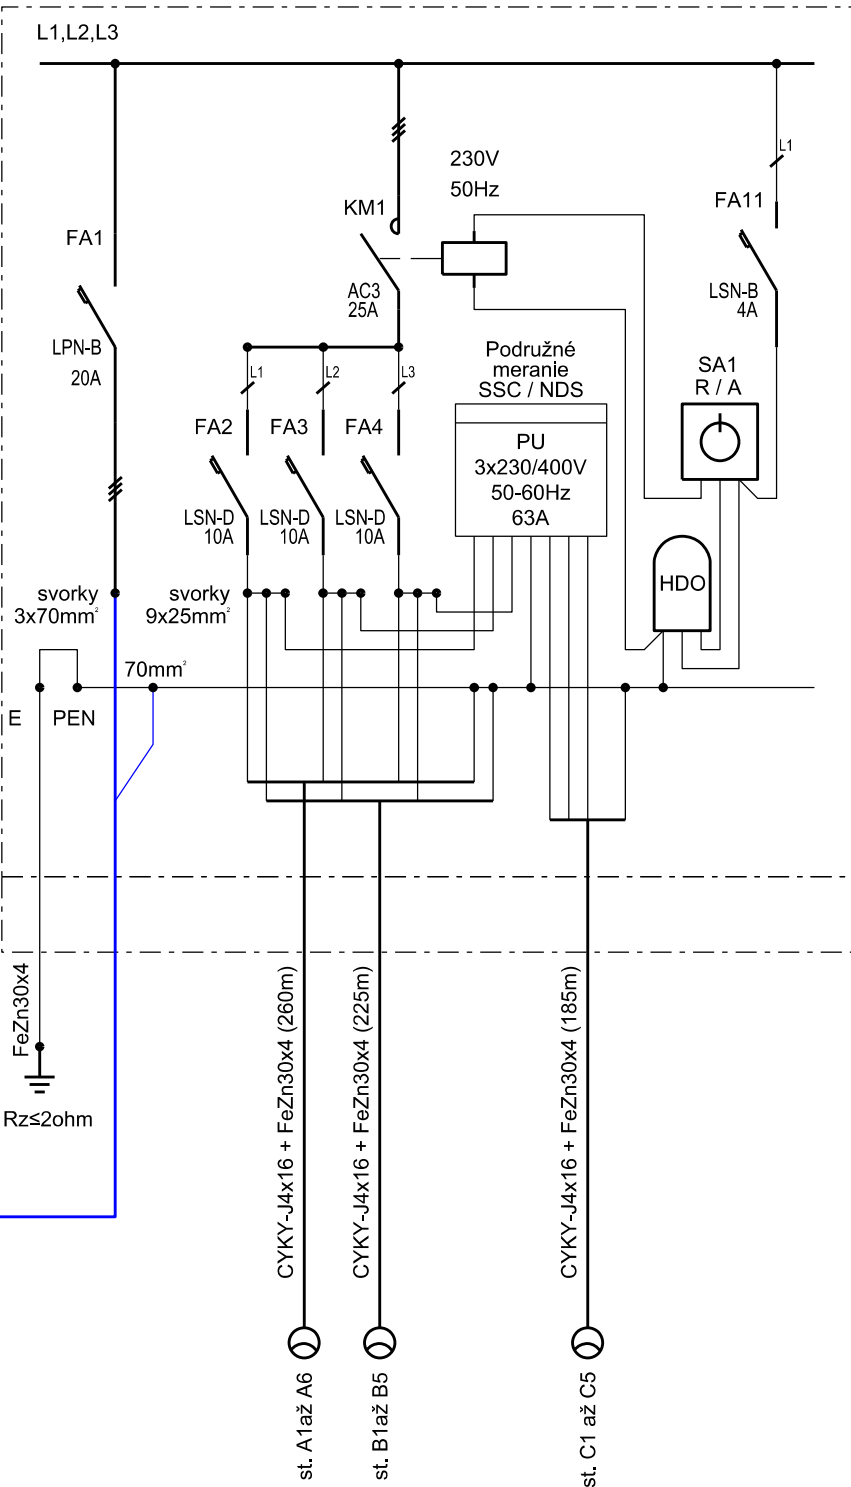 L1,L2,L3
L1
230V
50Hz
KM1
FA11
FA1
AC3
25A
LSN-B
4A
LPN-B
20A
Podružné
meranie
SSC / NDS
SA1
R / A
L1
L2
L3
FA2
FA3
FA4
PU
3x230/400V
50-60Hz
63A
LSN-D
10A
LSN-D
10A
LSN-D
10A
HDO
svorky
3x70mm²
svorky
9x25mm²
70mm²
E
PEN
FeZn30x4
Rz≤2ohm
CYKY-J4x16 + FeZn30x4 (260m)
CYKY-J4x16 + FeZn30x4 (225m)
CYKY-J4x16 + FeZn30x4 (185m)
st. A1až A6
st. B1až B5
st. C1 až C5